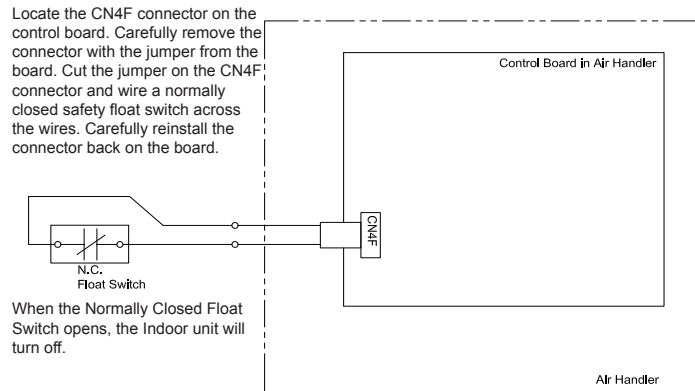 Locate the CN4F connector on the
control board. Carefully remove the
connector with the jumper from the
board. Cut the jumper on the CN4F
connector and wire a normally
closed safety float switch across
the wires. Carefully reinstall the
connector back on the board.
Control Board in Air Handler
CN4F
N.C.
Float Switch
When the Normally Closed Float
Switch opens, the Indoor unit will
turn off.
Air Handler